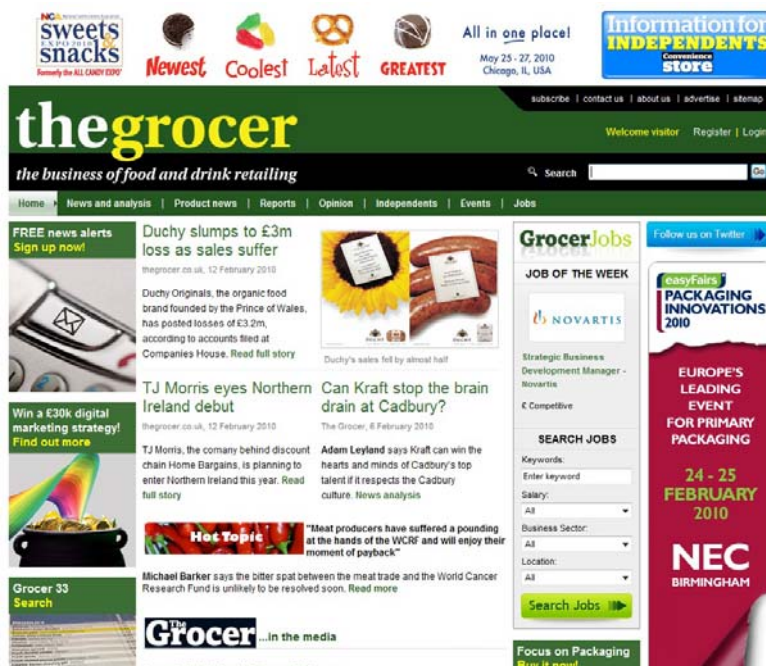 NCA
sweets
EXPO 2010 &
snacks
Formerly the ALL CANDY EXPO
Newest
Coolest
Latest
GREATEST
All in one place!
May 25 - 27, 2010
Chicago, IL, USA
Information for
INDEPENDENTS
Convenience
store
subscribe | contact us | about us | advertise | sitemap
thegrocer
Welcome visitor Register | Login
the business of food and drink retailing
Search
Go
Home News and analysis | Product news | Reports | Opinion | Independents | Events | Jobs
FREE news alerts
Sign up now!
Duchy slumps to £3m
loss as sales suffer
thegrocer.co.uk, 12 February 2010
Duchy Originals, the organic food
brand founded by the Prince of Wales,
has posted losses of £3.2m,
according to accounts filed at
Companies House. Read full story
Duchy's sales fell by almost half
Win a £30k digital
marketing strategy!
Find out more
TJ Morris eyes Northern
Ireland debut
thegrocer.co.uk, 12 February 2010
TJ Morris, the comany behind discount
chain Home Bargains, is planning to
enter Northern Ireland this year. Read
full story
Can Kraft stop the brain
drain at Cadbury?
The Grocer, 6 February 2010
Adam Leyland says Kraft can win the
hearts and minds of Cadbury's top
talent if it respects the Cadbury
culture. News analysis
Hot Topic
"Meat producers have suffered a pounding
at the hands of the WCRF and will enjoy their
moment of payback"
Michael Barker says the bitter spat between the meat trade and the World Cancer
Research Fund is unlikely to be resolved soon. Read more
Grocer 33
Search
The Grocer ...in the media
GrocerJobs
JOB OF THE WEEK
NOVARTIS
Strategic Business
Development Manager -
Novartis
£ Competitive
SEARCH JOBS
Keywords:
Enter keyword
Salary:
All
Business Sector:
All
Location:
All
Search Jobs
Focus on Packaging
Buy it now!
Follow us on Twitter
easyFairs
PACKAGING
INNOVATIONS
2010
EUROPE'S
LEADING
EVENT
FOR PRIMARY
PACKAGING
24 - 25
FEBRUARY
2010
NEC
BIRMINGHAM